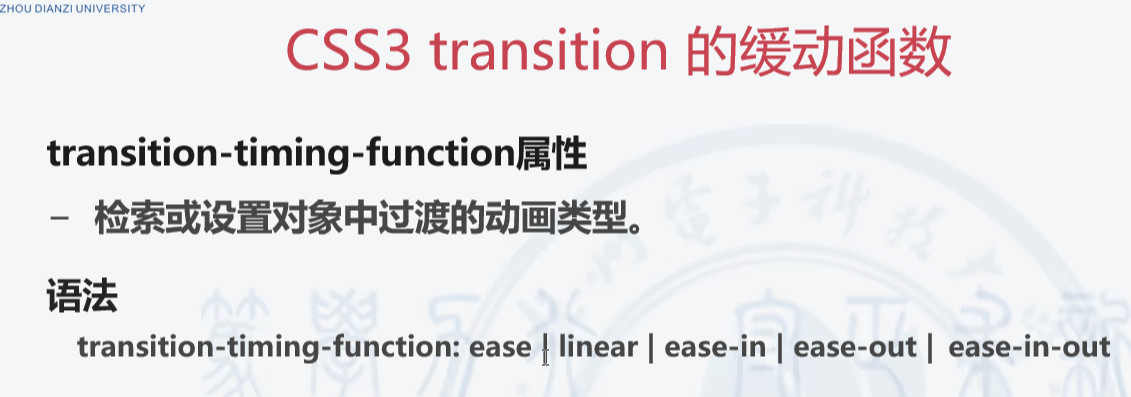 ZHOU DIANZI UNIVERSITY
CSS3 transition 的缓动函数
transition-timing-function属性
– 检索或设置对象中过渡的动画类型。
语法
transition-timing-function: ease | linear | ease-in | ease-out | ease-in-out